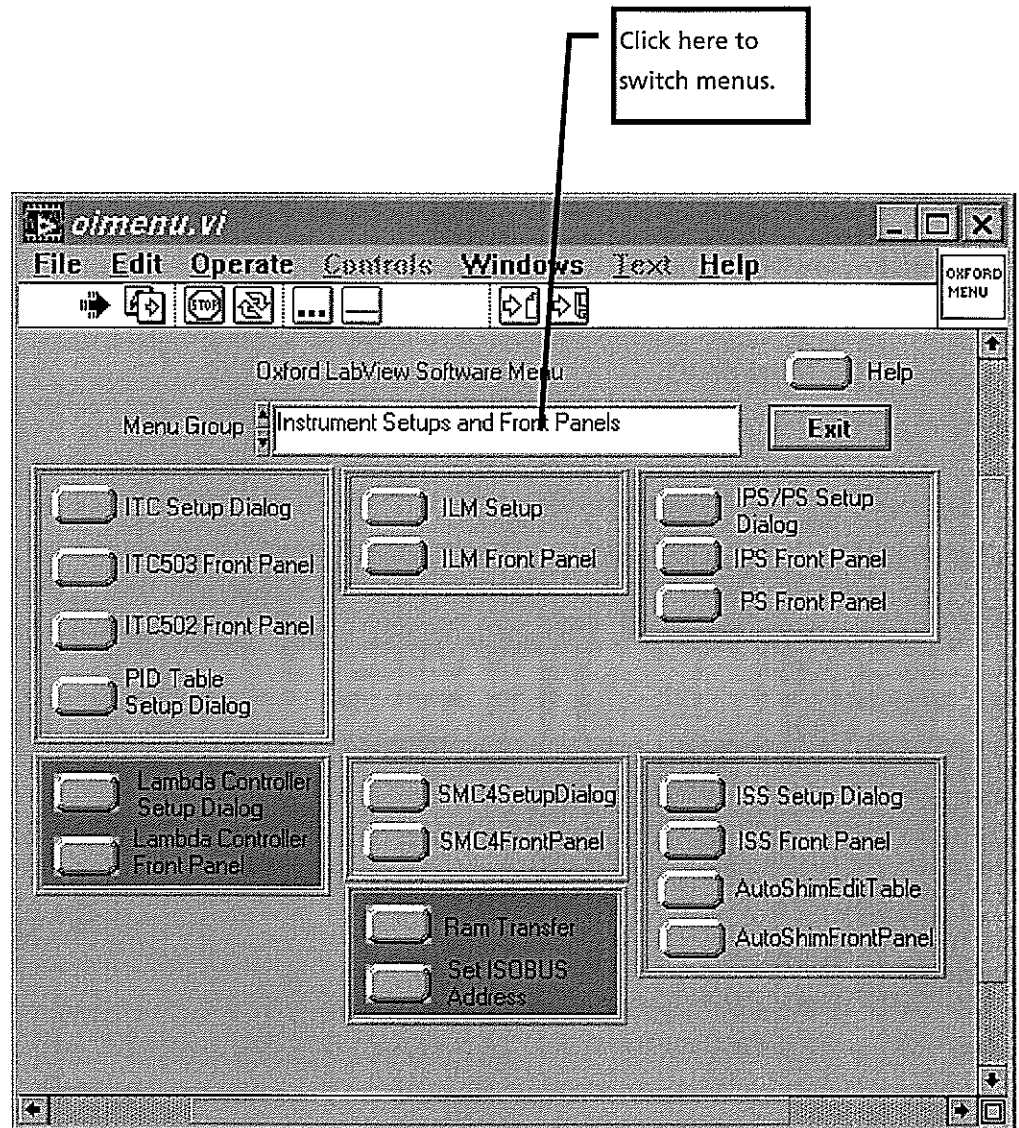 Click here to
switch menus.
oimenu.vi
File Edit Operate Controls Windows Text Help
OXFORD
MENU
STOP
Oxford LabView Software Menu
Help
Menu Group
Instrument Setups and Front Panels
Exit
ITC Setup Dialog
ITC503 Front Panel
ITC502 Front Panel
PID Table
Setup Dialog
ILM Setup
ILM Front Panel
IPS/PS Setup
Dialog
IPS Front Panel
PS Front Panel
Lambda Controller
Setup Dialog
Lambda Controller
Front Panel
SMC4SetupDialog
SMC4FrontPanel
Ram Transfer
Set ISOBUS
Address
ISS Setup Dialog
ISS Front Panel
AutoShimEditTable
AutoShimFrontPanel